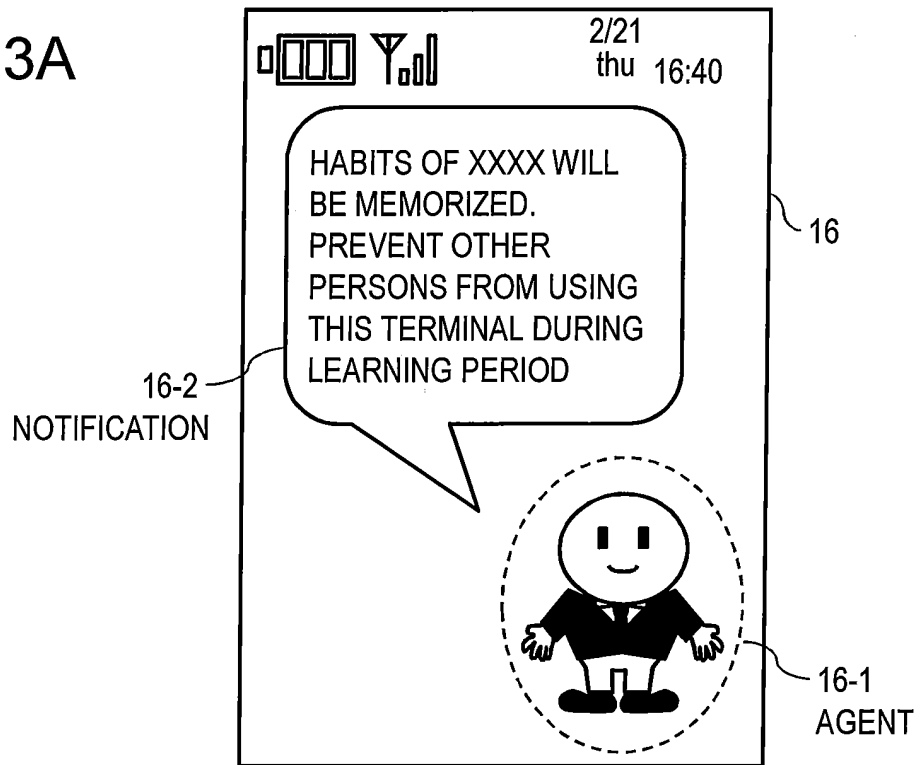 3A
2/21
thu 16:40
HABITS OF XXXX WILL
BE MEMORIZED.
PREVENT OTHER
PERSONS FROM USING
THIS TERMINAL DURING
LEARNING PERIOD
16
16-2
NOTIFICATION
16-1
AGENT